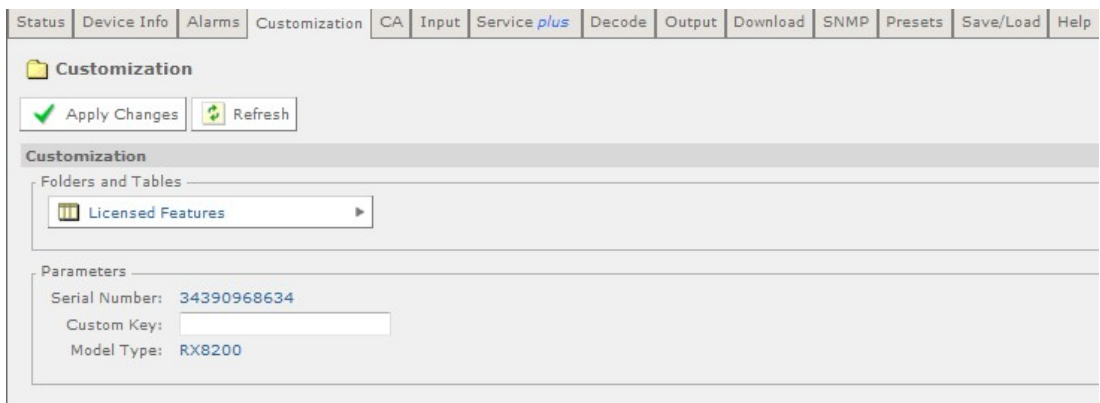 Status Device Info Alarms Customization CA Input Service plus Decode Output Download SNMP Presets Save/Load Help
Customization
Apply Changes Refresh
Customization
Folders and Tables
Licensed Features
Parameters
Serial Number: 34390968634
Custom Key:
Model Type: RX8200